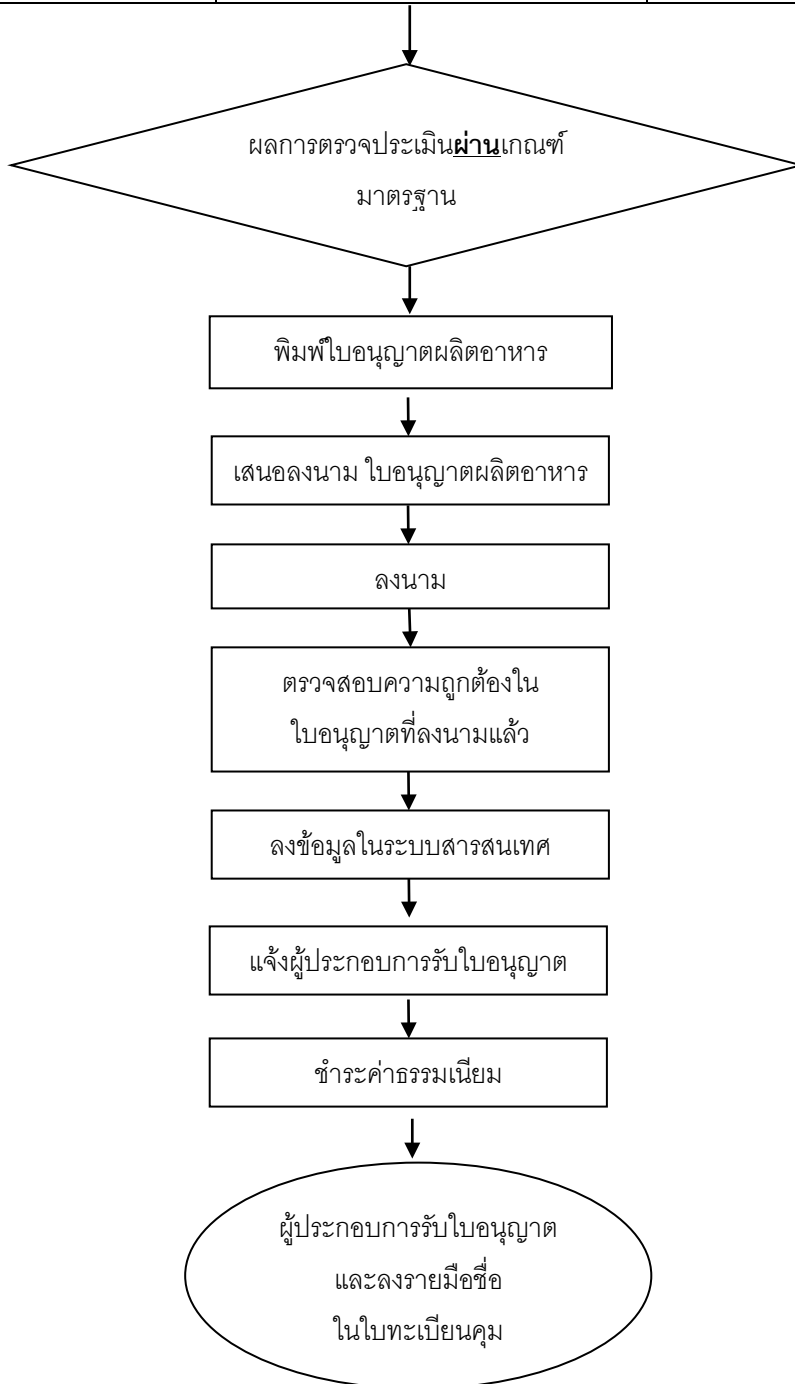 ผลการตรวจประเมินผ่านเกณฑ์
มาตรฐาน
พิมพ์ใบอนุญาตผลิตอาหาร
เสนอลงนาม ใบอนุญาตผลิตอาหาร
ลงนาม
ตรวจสอบความถูกต้องใน
ใบอนุญาตที่ลงนามแล้ว
ลงข้อมูลในระบบสารสนเทศ
แจ้งผู้ประกอบการรับใบอนุญาต
ชำระค่าธรรมเนียม
ผู้ประกอบการรับใบอนุญาต
และลงรายมือชื่อ
ในใบทะเบียนคุม